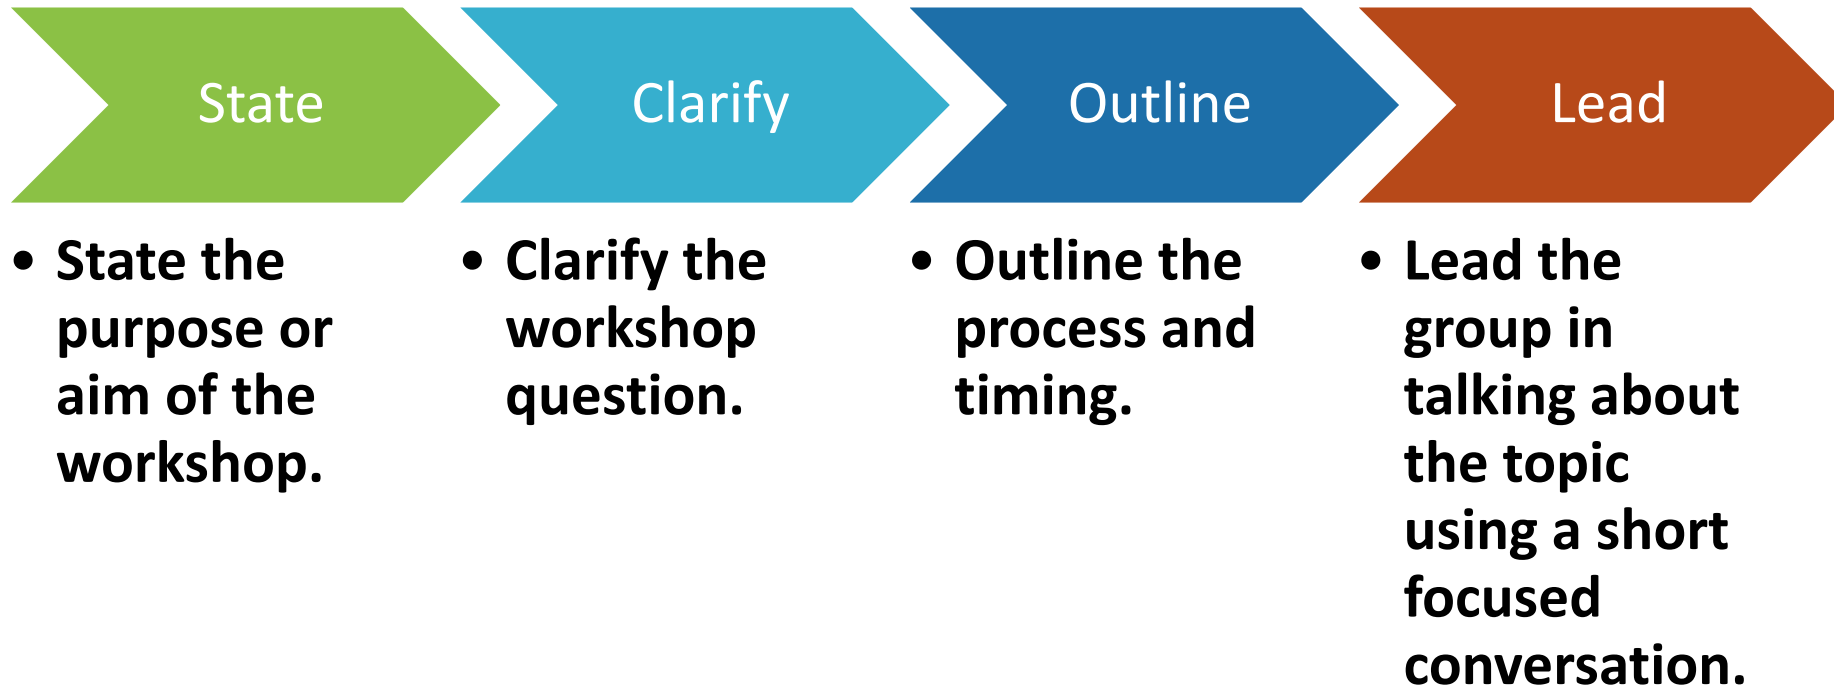 State
Clarify
Outline
Lead
• State the
purpose or
aim of the
workshop.
• Clarify the
workshop
question.
• Outline the
process and
timing.
• Lead the
group in
talking about
the topic
using a short
focused
conversation.